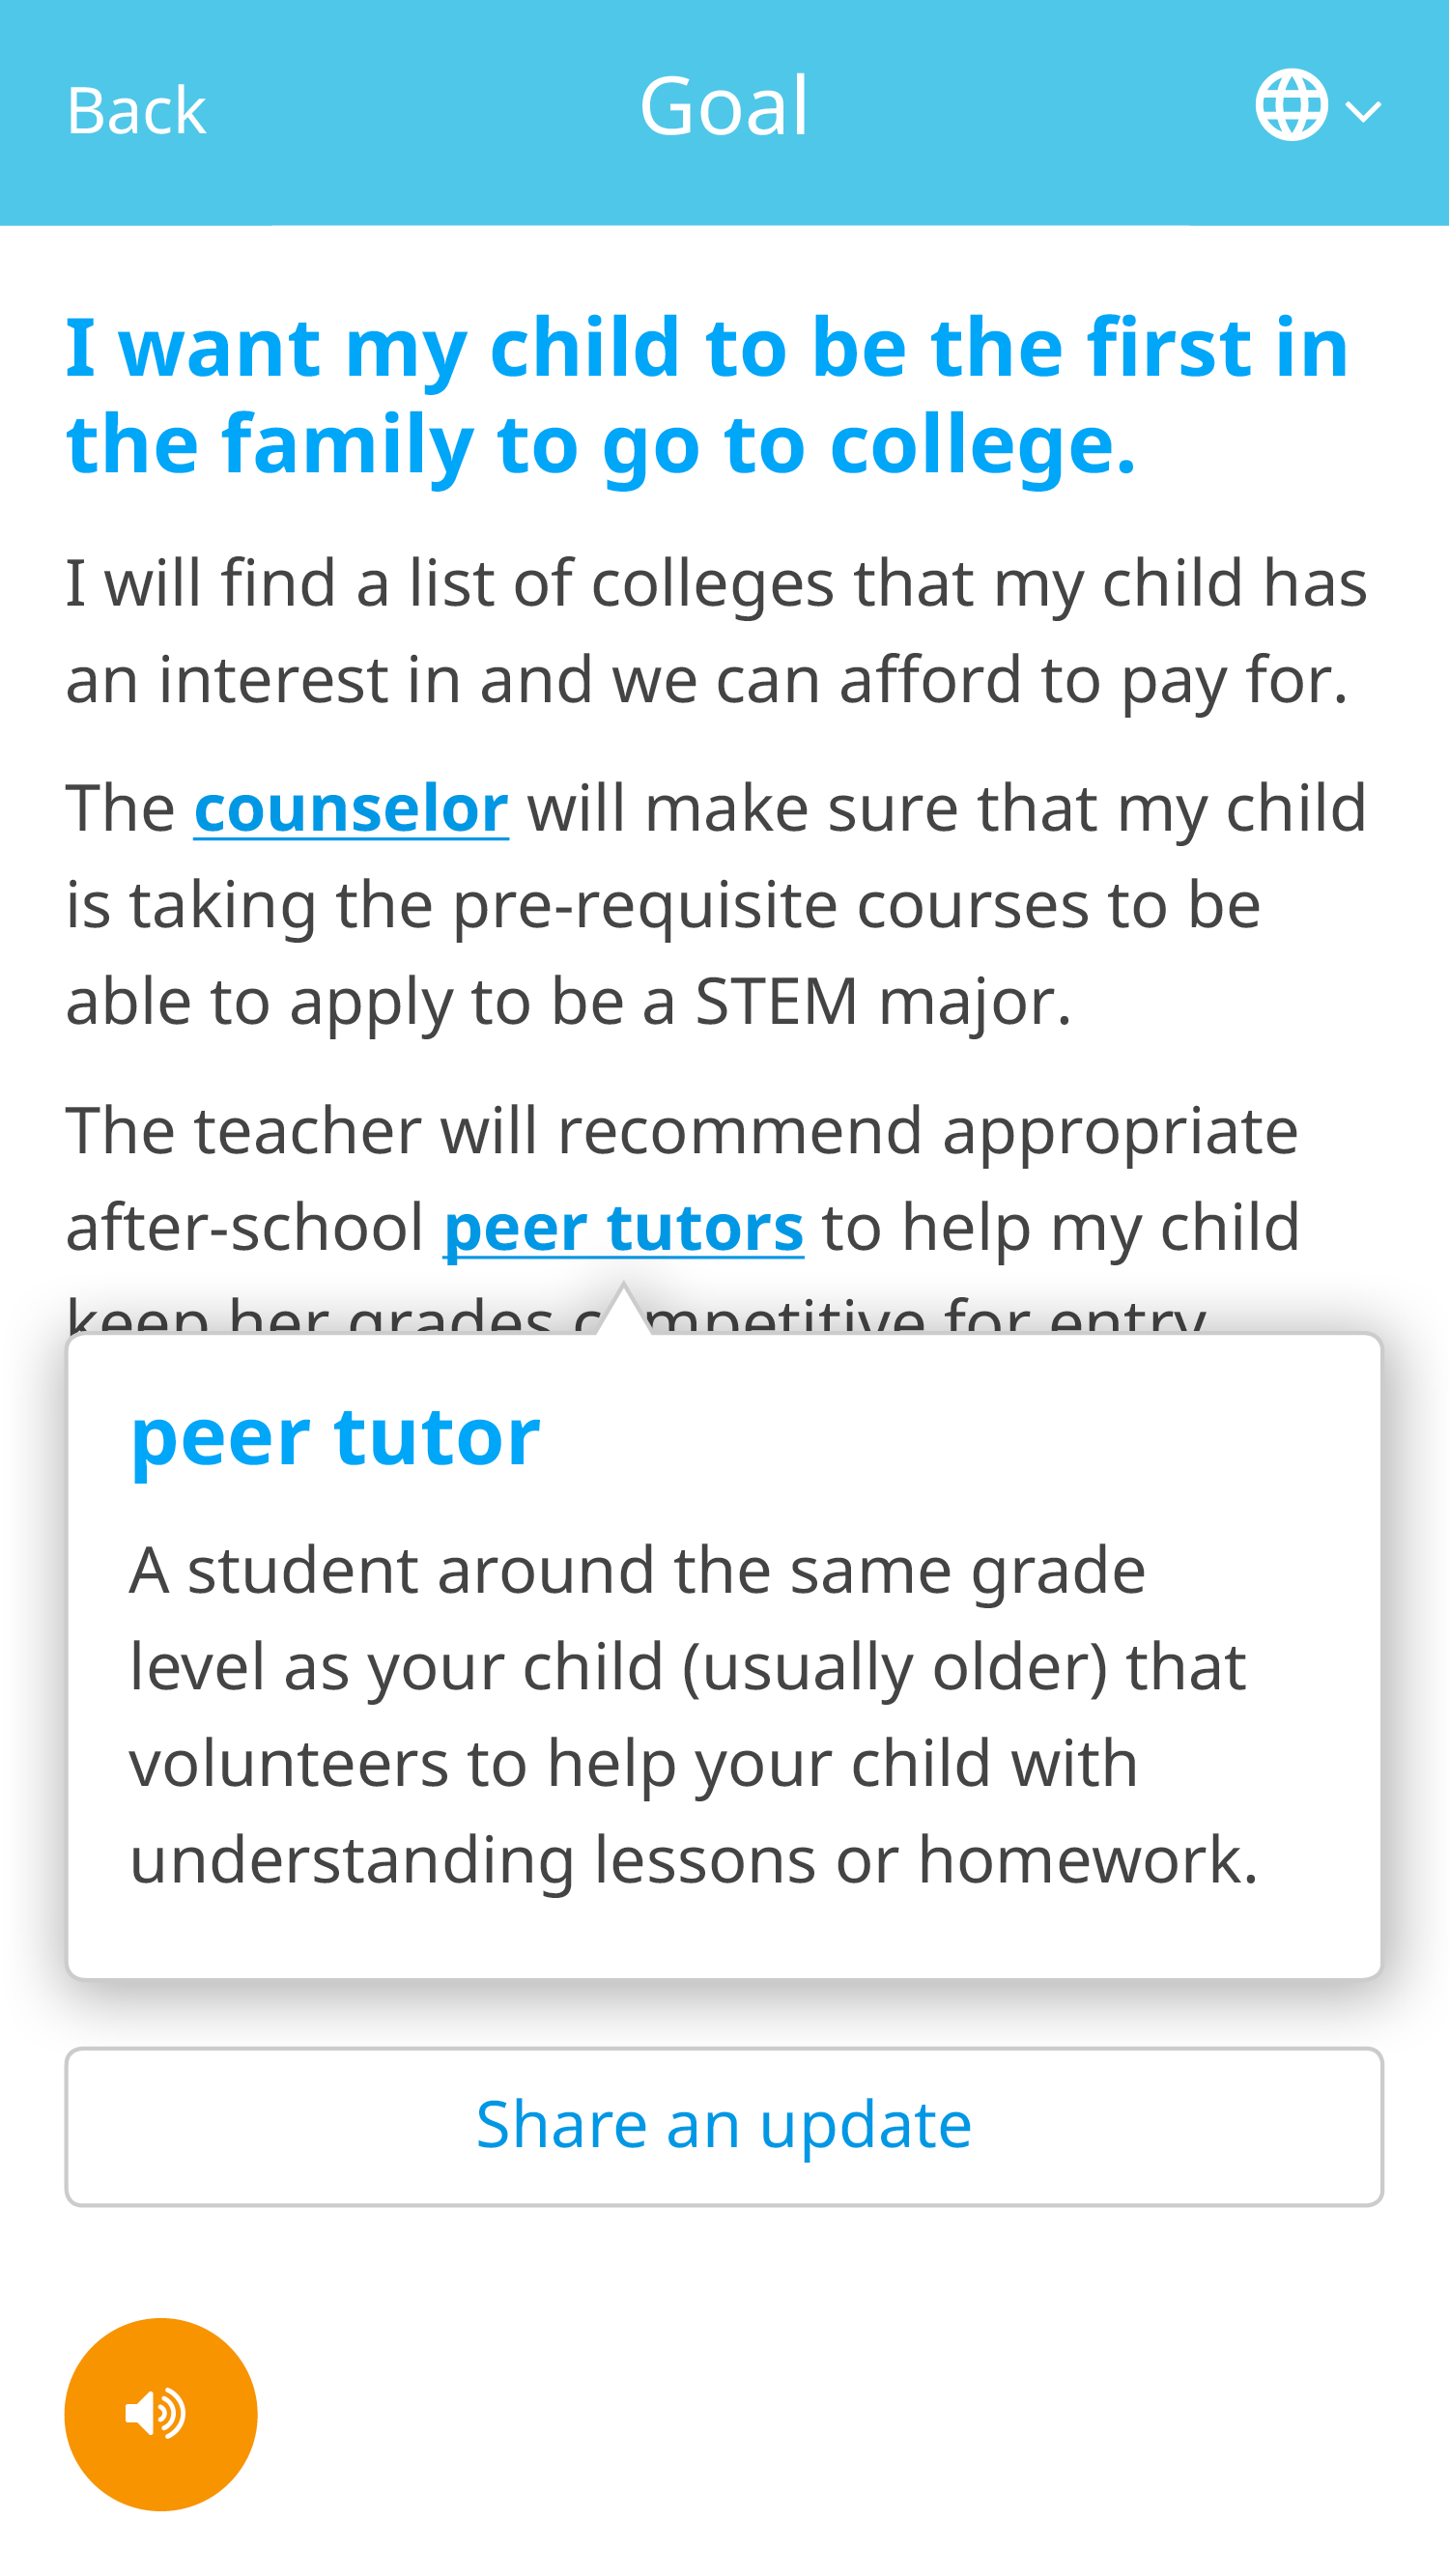 Back
Goal
I want my child to be the first in
the family to go to college.
I will find a list of colleges that my child has
an interest in and we can afford to pay for.
The counselor will make sure that my child
is taking the pre-requisite courses to be
able to apply to be a STEM major.
The teacher will recommend appropriate
after-school peer tutors to help my child
keep her grades competitive for entry
peer tutor
A student around the same grade
level as your child (usually older) that
volunteers to help your child with
understanding lessons or homework.
Share an update